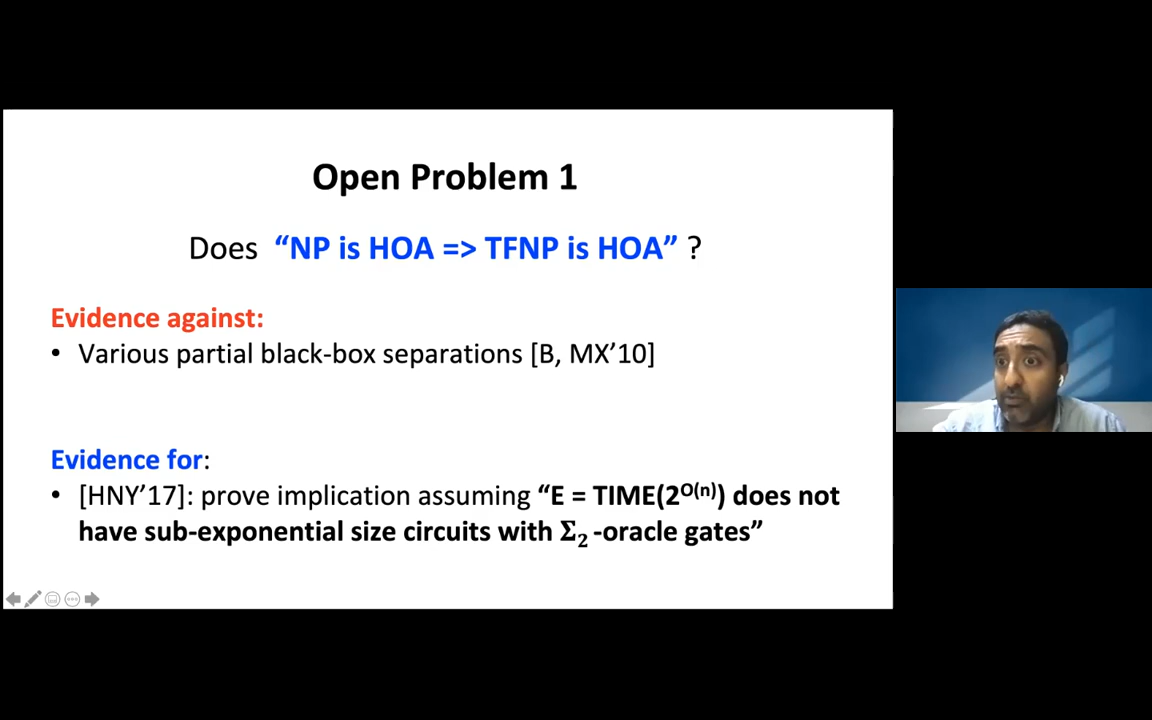 Open Problem 1
Does “NP is HOA => TFNP is HOA” ?
Evidence against:
• Various partial black-box separations [B, MX’10]
Evidence for:
• [HNY’17]: prove implication assuming “E = TIME(2^O(n)) does not
have sub-exponential size circuits with Σ₂ -oracle gates”